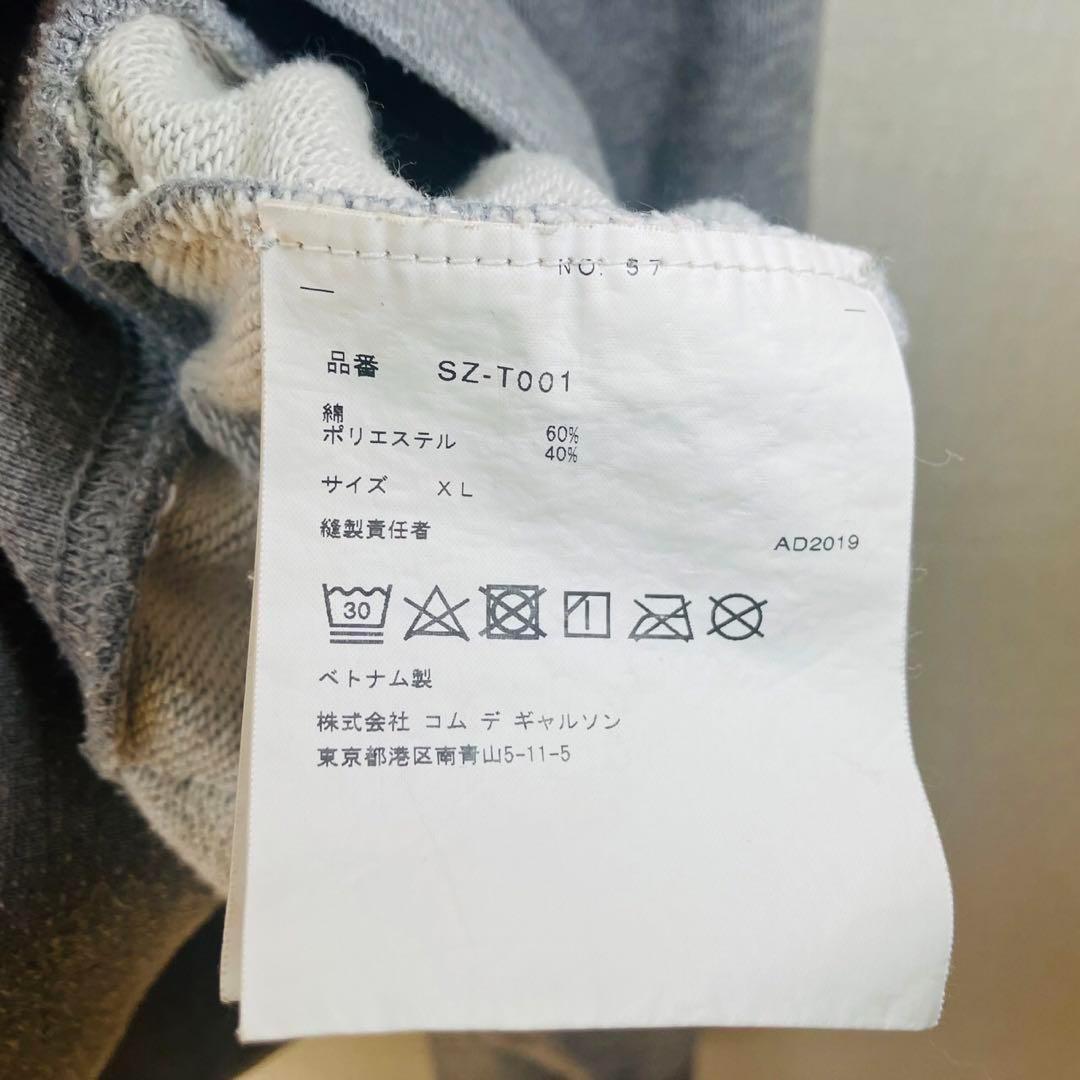 NO. 57
品番 SZ-T001
綿 60%
ポリエステル 40%
サイズ XL
縫製責任者 AD2019
30
ベトナム製
株式会社 コム デ ギャルソン
東京都港区南青山5-11-5